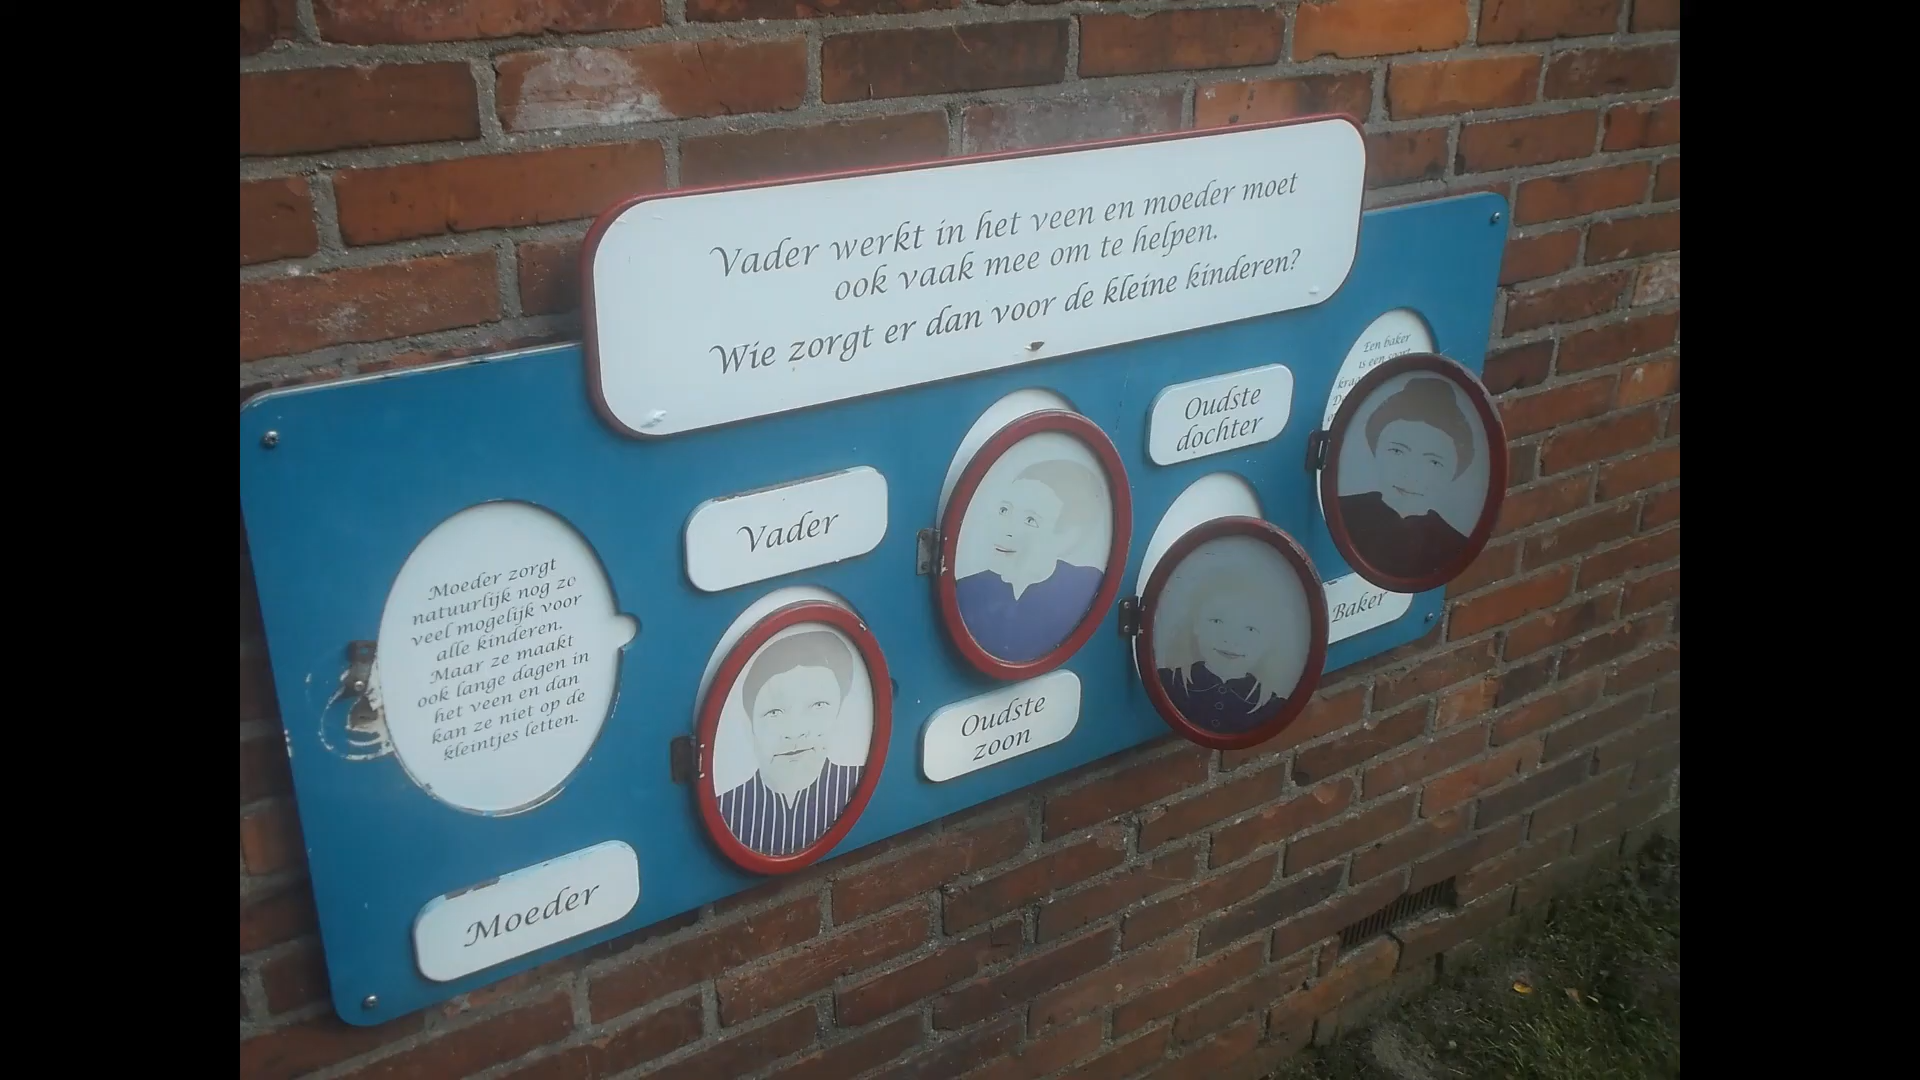 Vader werkt in het veen en moeder moet
ook vaak mee om te helpen.
Wie zorgt er dan voor de kleine kinderen?
Moeder zorgt
natuurlijk nog zo
veel mogelijk voor
alle kinderen.
Maar ze maakt
ook lange dagen in
het veen en dan
kan ze niet op de
kleintjes letten.
Moeder
Vader
Oudste
zoon
Oudste
dochter
Een baker
is een
Baker